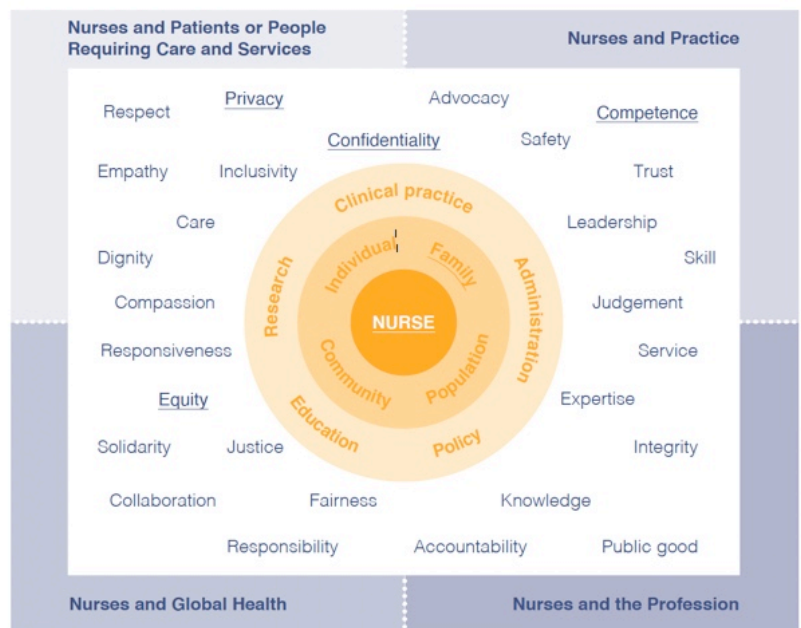 Nurses and Patients or People
Requiring Care and Services
Nurses and Practice
Respect
Privacy
Advocacy
Competence
Confidentiality
Safety
Empathy
Inclusivity
Trust
Care
Leadership
Dignity
Skill
Compassion
Judgement
Responsiveness
Service
Equity
Expertise
Solidarity
Justice
Integrity
Collaboration
Fairness
Knowledge
Responsibility
Accountability
Public good
Clinical practice
Research
Administration
Education
Policy
Individual
Family
Community
Population
NURSE
Nurses and Global Health
Nurses and the Profession